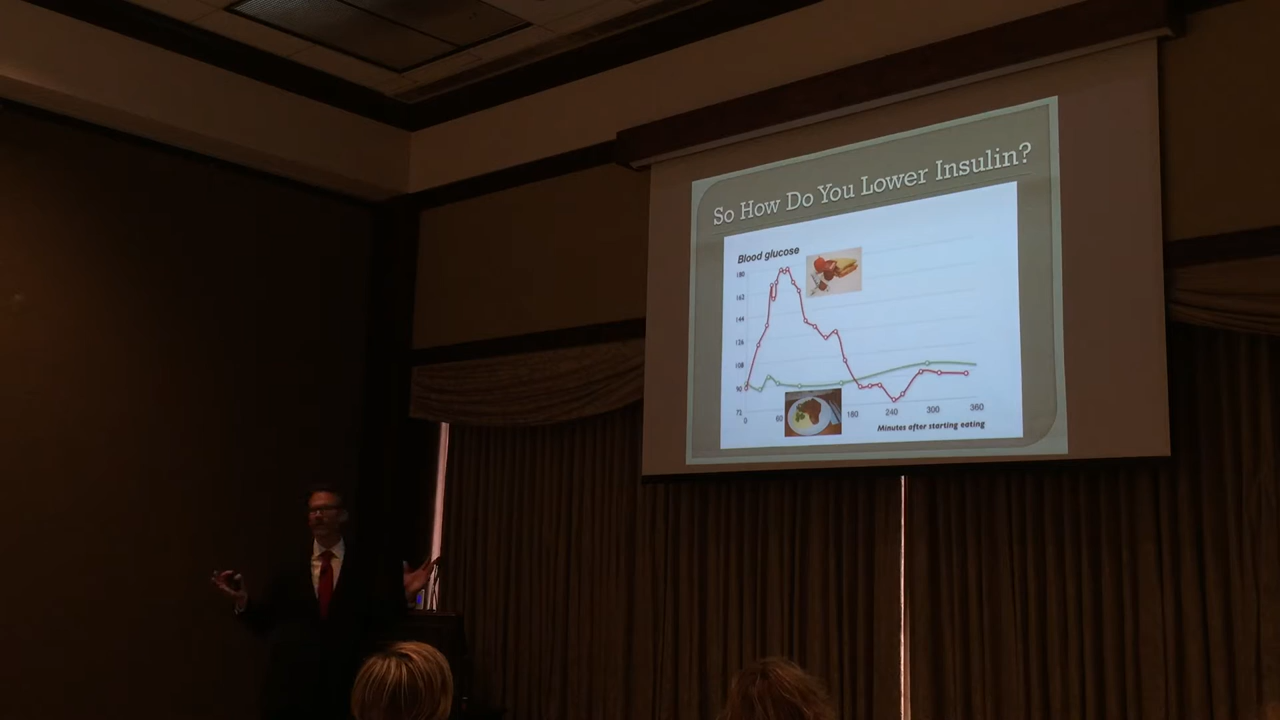 So How Do You Lower Insulin?
Blood glucose
180
162
144
126
108
90
72
0 60 180 240 300 360
Minutes after starting eating